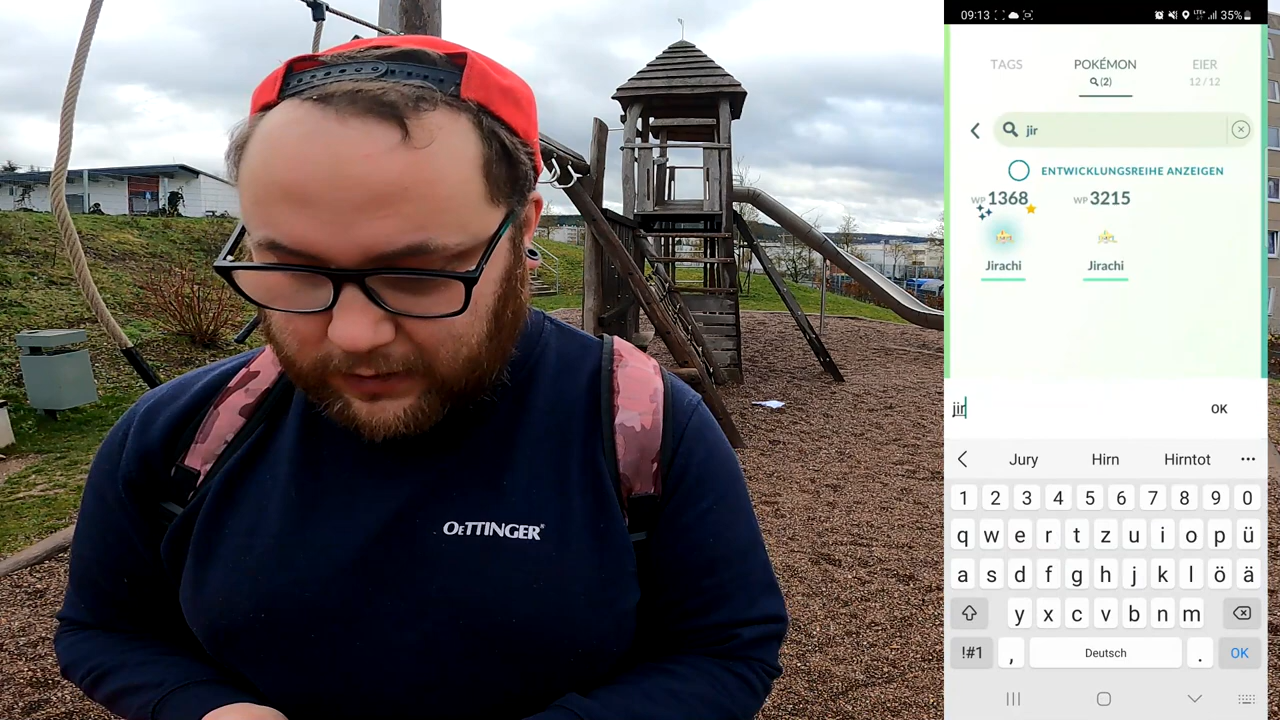 OeTTINGER®
09:13
LTE+
35%
TAGS
POKÉMON
EIER
(2)
12 / 12
jir
ENTWICKLUNGSREIHE ANZEIGEN
WP 1368
WP 3215
Jirachi
Jirachi
jir
OK
Jury
Hirn
Hirntot
1 2 3 4 5 6 7 8 9 0
q w e r t z u i o p ü
a s d f g h j k l ö ä
y x c v b n m
!#1
,
Deutsch
.
OK